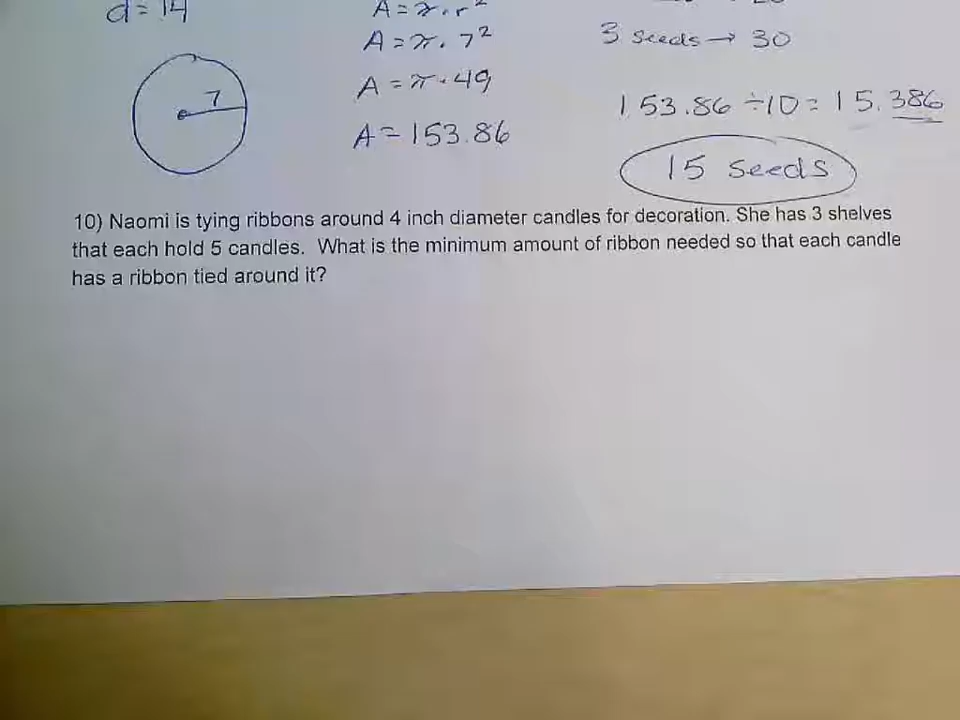 d = 14
A = π · r²
A = π · 7²
3 seeds → 30
7
A = π · 49
153.86 ÷ 10 = 15.386
A = 153.86
15 seeds
10) Naomi is tying ribbons around 4 inch diameter candles for decoration. She has 3 shelves
that each hold 5 candles. What is the minimum amount of ribbon needed so that each candle
has a ribbon tied around it?